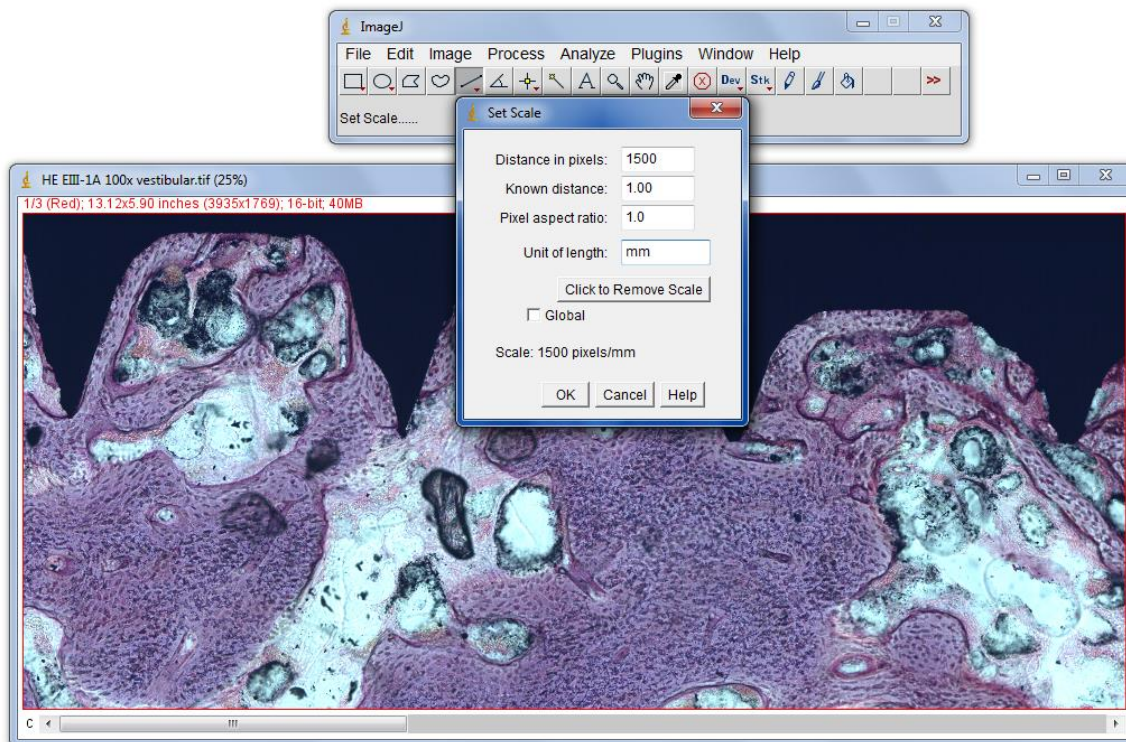 ImageJ
File Edit Image Process Analyze Plugins Window Help
Dev Stk >>
Set Scale......
Set Scale
Distance in pixels: 1500
Known distance: 1.00
Pixel aspect ratio: 1.0
Unit of length: mm
Click to Remove Scale
Global
Scale: 1500 pixels/mm
OK Cancel Help
HE EIII-1A 100x vestibular.tif (25%)
1/3 (Red); 13.12x5.90 inches (3935x1769); 16-bit; 40MB
C